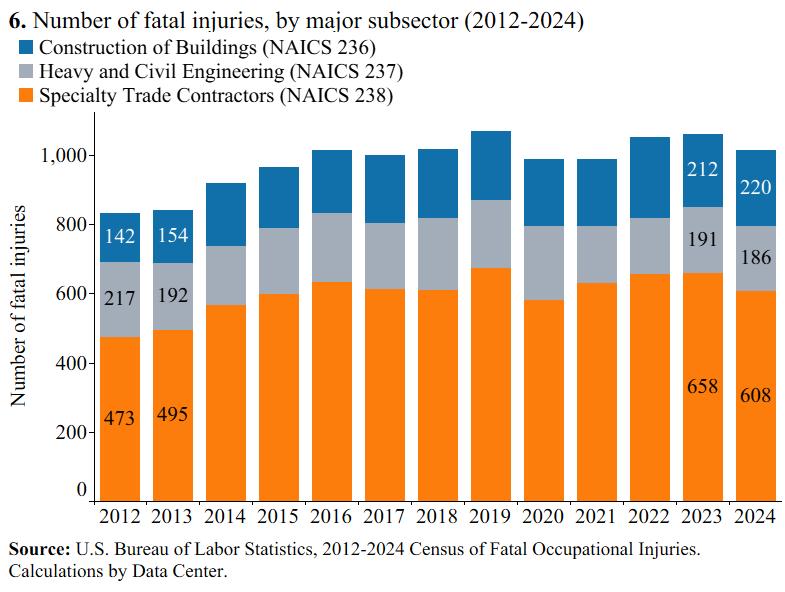 6. Number of fatal injuries, by major subsector (2012-2024)
Construction of Buildings (NAICS 236)
Heavy and Civil Engineering (NAICS 237)
Specialty Trade Contractors (NAICS 238)
Number of fatal injuries
1,000
800
600
400
200
0
142 154 212 220
217 192 191 186
473 495 658 608
2012 2013 2014 2015 2016 2017 2018 2019 2020 2021 2022 2023 2024
Source: U.S. Bureau of Labor Statistics, 2012-2024 Census of Fatal Occupational Injuries.
Calculations by Data Center.